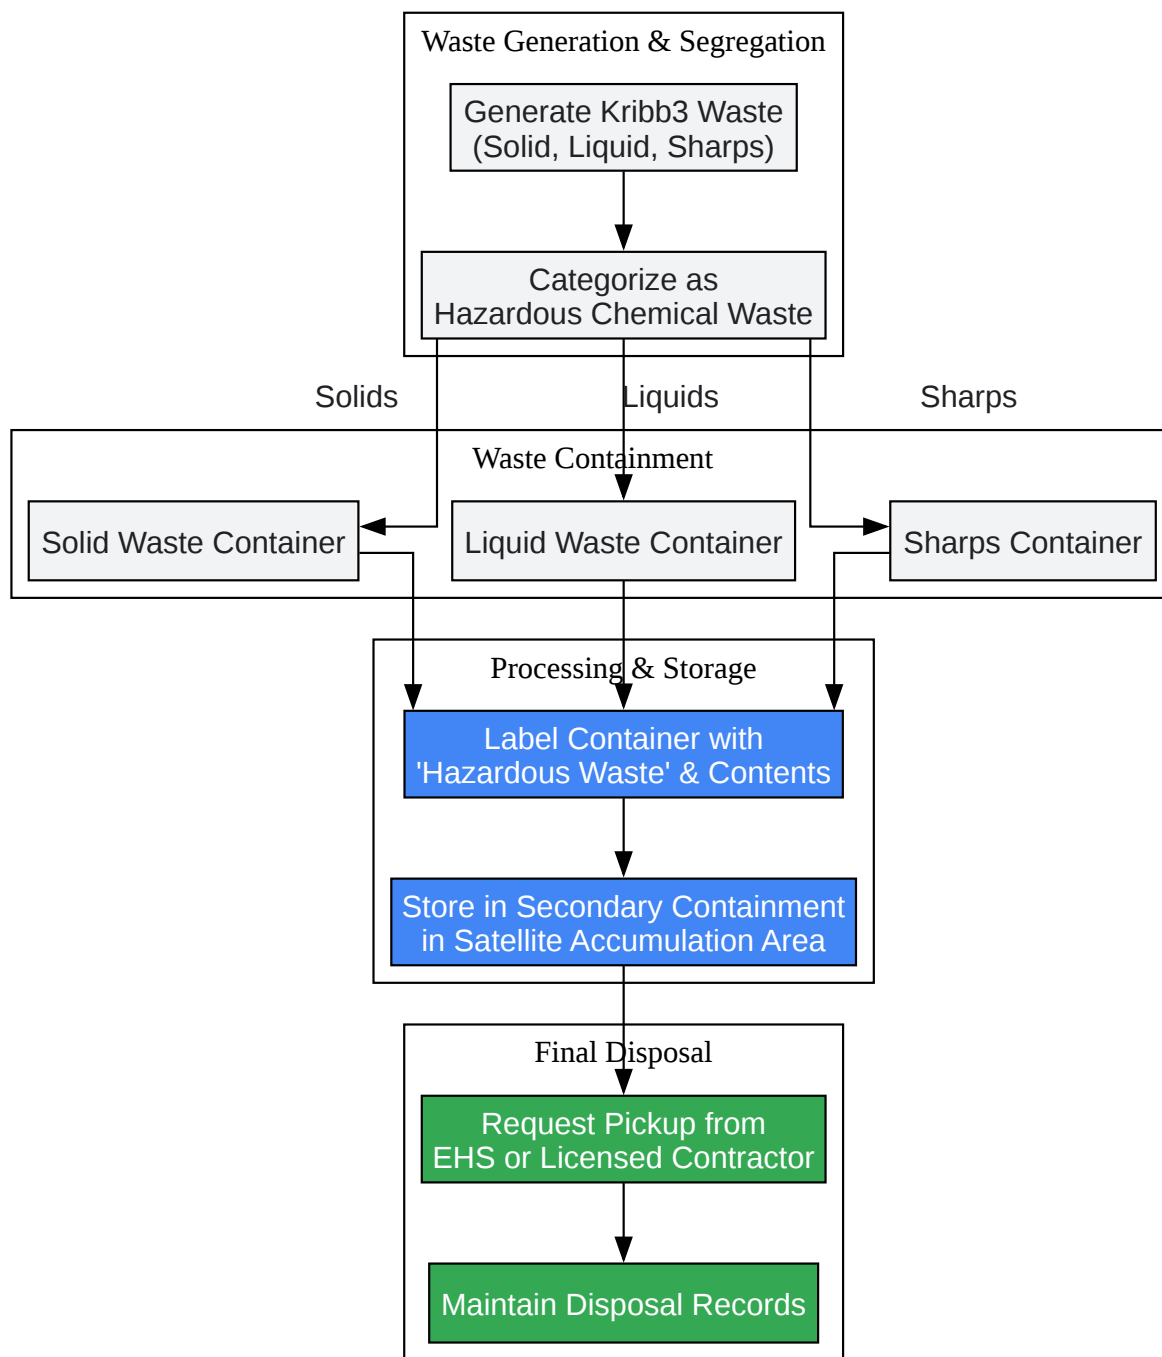 Waste Generation & Segregation
Generate Kribb3 Waste
(Solid, Liquid, Sharps)
Categorize as
Hazardous Chemical Waste
Solids
Liquids
Sharps
Waste Containment
Solid Waste Container
Liquid Waste Container
Sharps Container
Processing & Storage
Label Container with
'Hazardous Waste' & Contents
Store in Secondary Containment
in Satellite Accumulation Area
Final Disposal
Request Pickup from
EHS or Licensed Contractor
Maintain Disposal Records